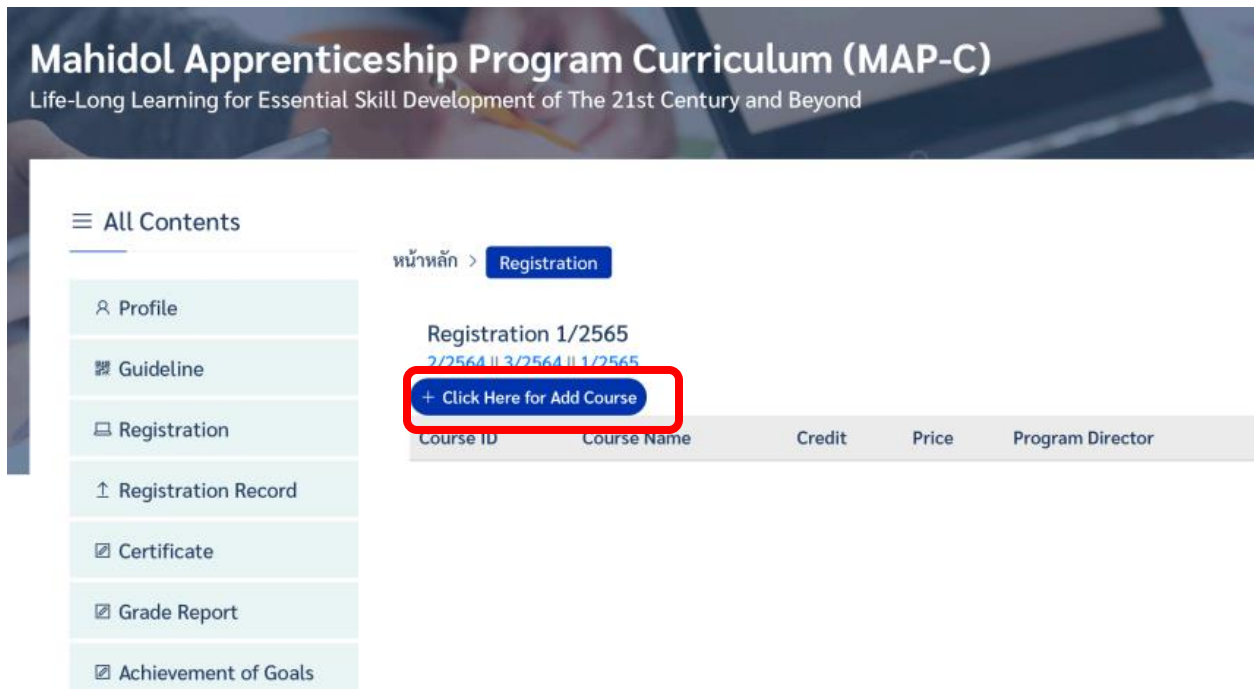 Mahidol Apprenticeship Program Curriculum (MAP-C)
Life-Long Learning for Essential Skill Development of The 21st Century and Beyond
All Contents
Profile
Guideline
Registration
Registration Record
Certificate
Grade Report
Achievement of Goals
หน้าหลัก > Registration
Registration 1/2565
2/2564 || 3/2564 || 1/2565
+ Click Here for Add Course
Course ID Course Name Credit Price Program Director